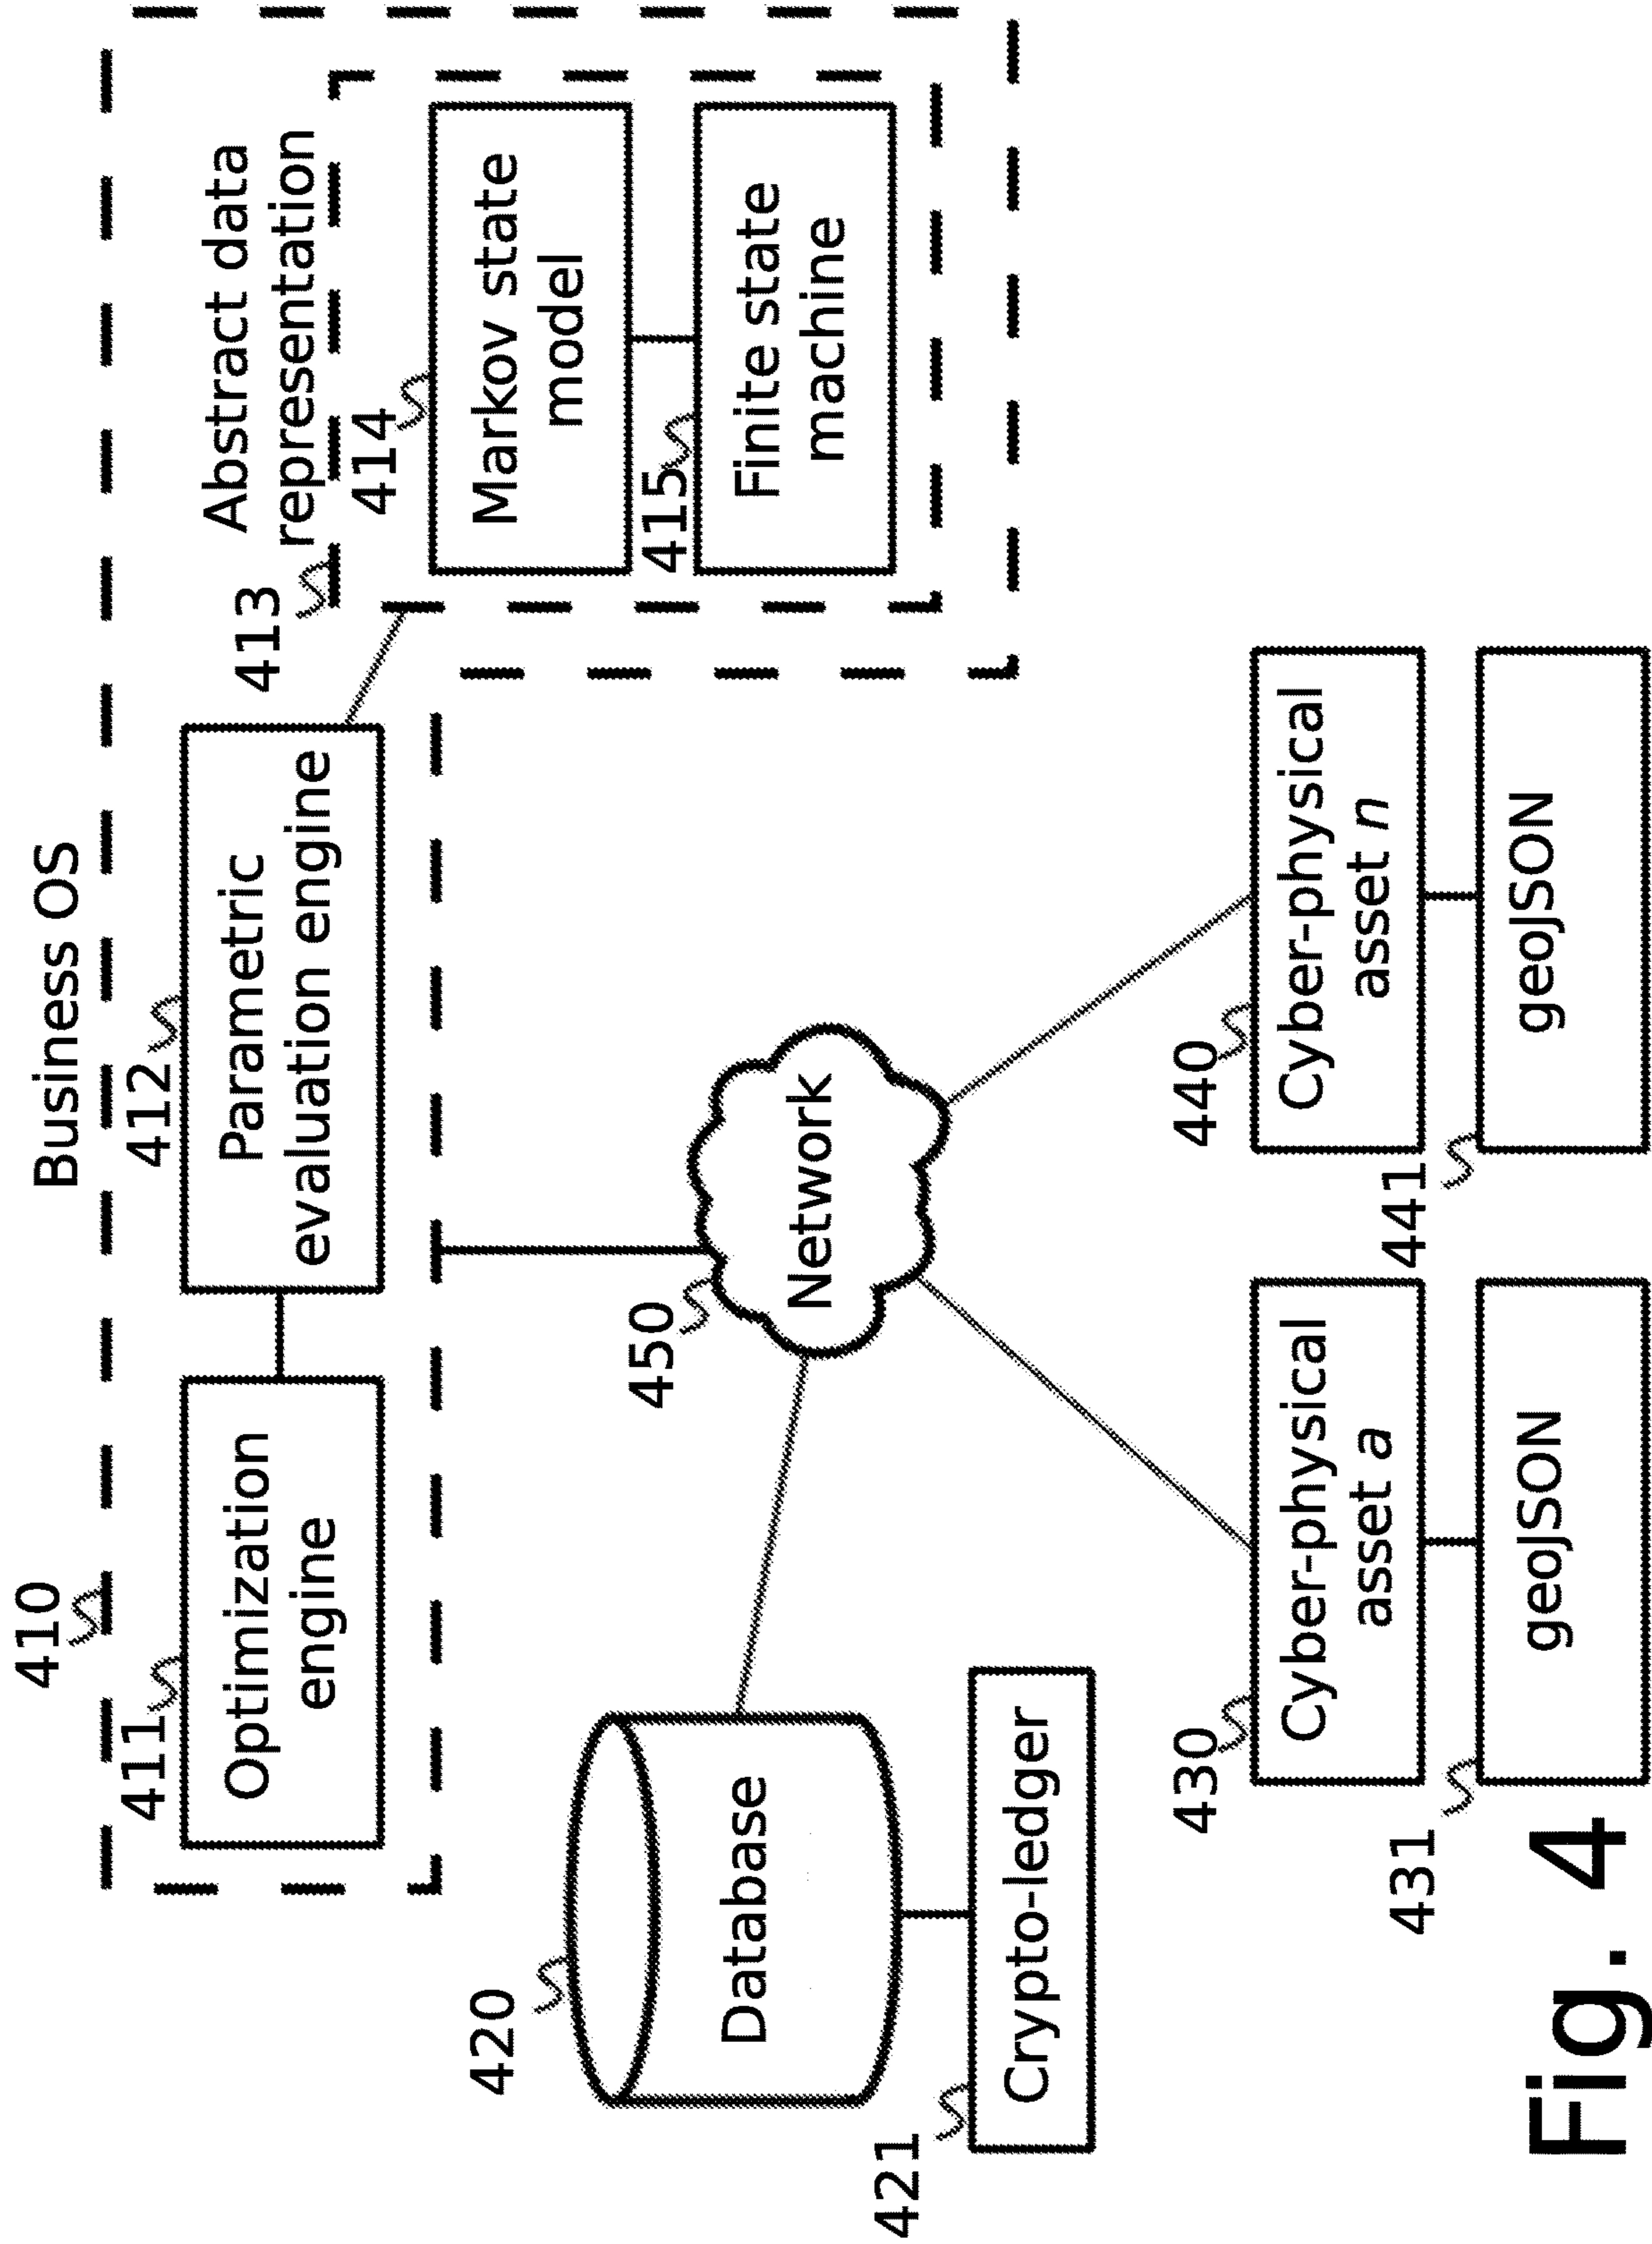 Business OS
410
411
Optimization
engine
412
Parametric
evaluation engine
413
Abstract data
representation
414
Markov state
model
415
Finite state
machine
420
Database
421
Crypto-ledger
450
Network
430
Cyber-physical
asset a
431
geoJSON
440
Cyber-physical
asset n
441
geoJSON
Fig. 4